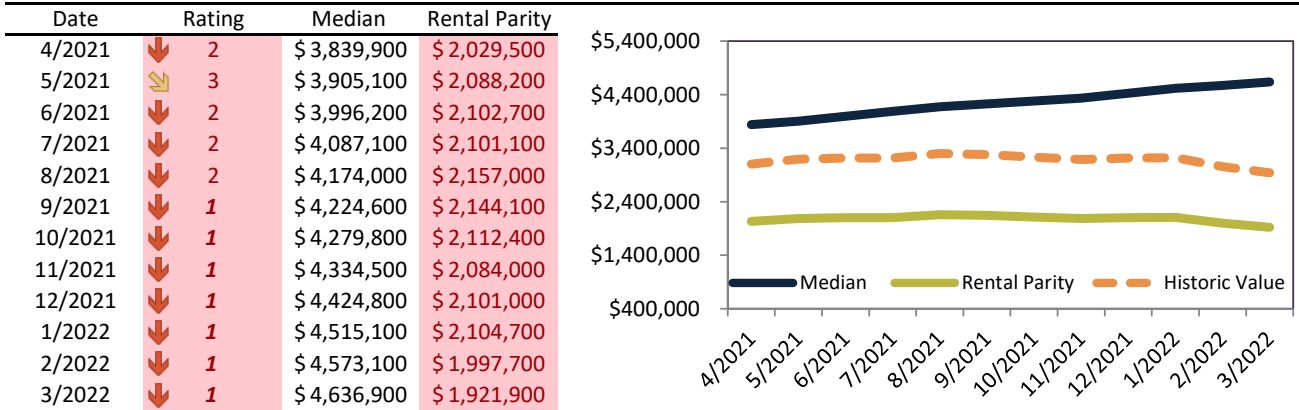 Date Rating Median Rental Parity
4/2021 2 $ 3,839,900 $ 2,029,500
5/2021 3 $ 3,905,100 $ 2,088,200
6/2021 2 $ 3,996,200 $ 2,102,700
7/2021 2 $ 4,087,100 $ 2,101,100
8/2021 2 $ 4,174,000 $ 2,157,000
9/2021 1 $ 4,224,600 $ 2,144,100
10/2021 1 $ 4,279,800 $ 2,112,400
11/2021 1 $ 4,334,500 $ 2,084,000
12/2021 1 $ 4,424,800 $ 2,101,000
1/2022 1 $ 4,515,100 $ 2,104,700
2/2022 1 $ 4,573,100 $ 1,997,700
3/2022 1 $ 4,636,900 $ 1,921,900
$5,400,000
$4,400,000
$3,400,000
$2,400,000
$1,400,000
$400,000
Median Rental Parity Historic Value
4/2021 5/2021 6/2021 7/2021 8/2021 9/2021 10/2021 11/2021 12/2021 1/2022 2/2022 3/2022